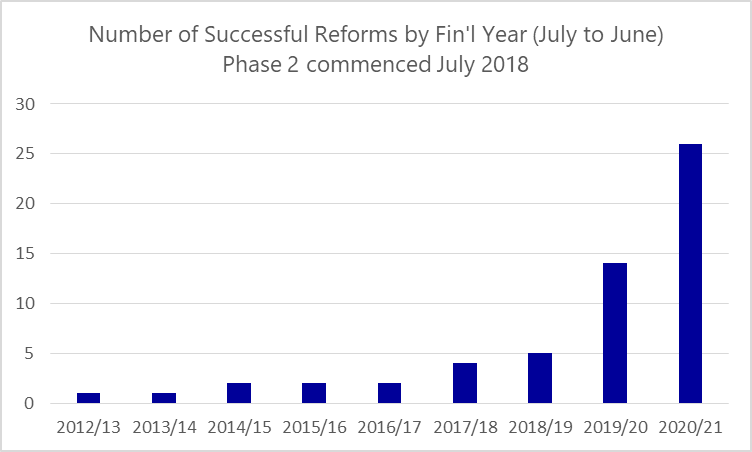 Number of Successful Reforms by Fin'l Year (July to June)
Phase 2 commenced July 2018
30
25
20
15
10
5
0
2012/13 2013/14 2014/15 2015/16 2016/17 2017/18 2018/19 2019/20 2020/21